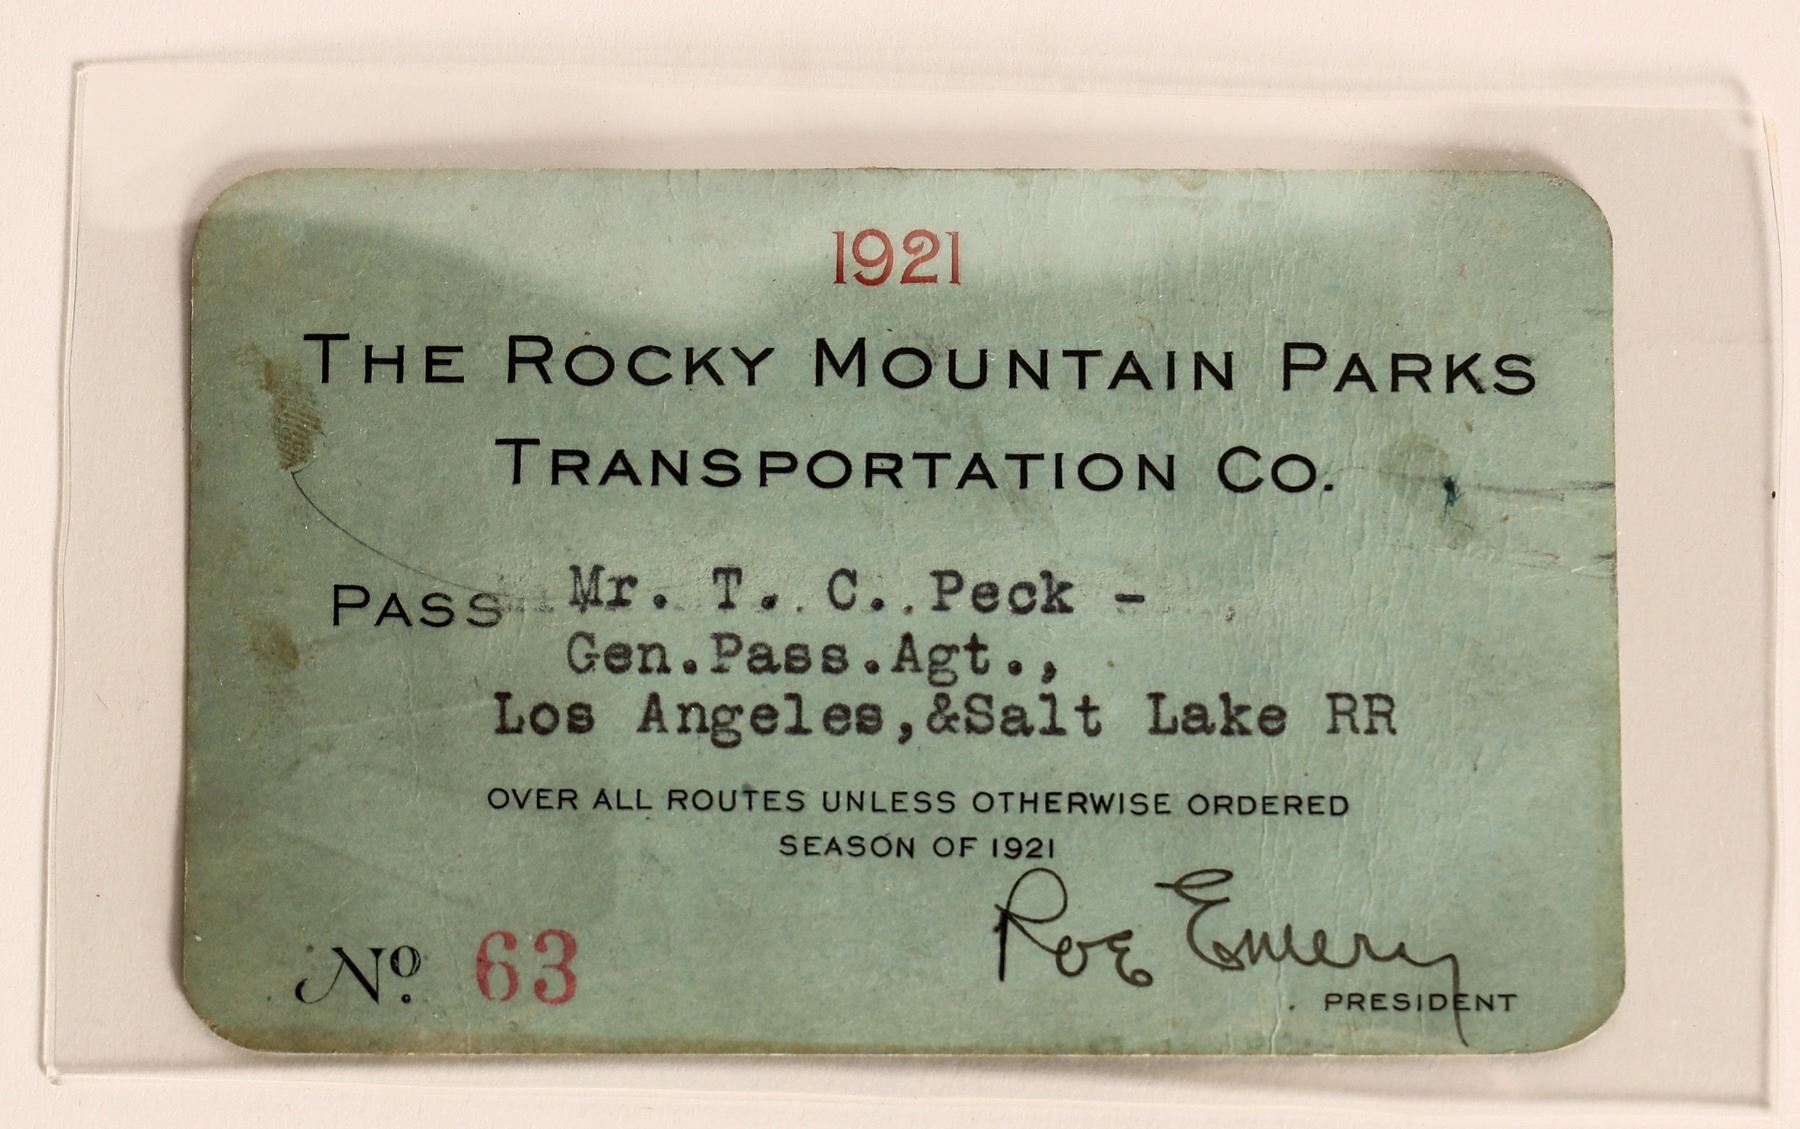 1921
THE ROCKY MOUNTAIN PARKS
TRANSPORTATION CO.
PASS Mr. T. C. Peck -
Gen.Pass.Agt.,
Los Angeles,&Salt Lake RR
OVER ALL ROUTES UNLESS OTHERWISE ORDERED
SEASON OF 1921
Roe Emery
No. 63
PRESIDENT